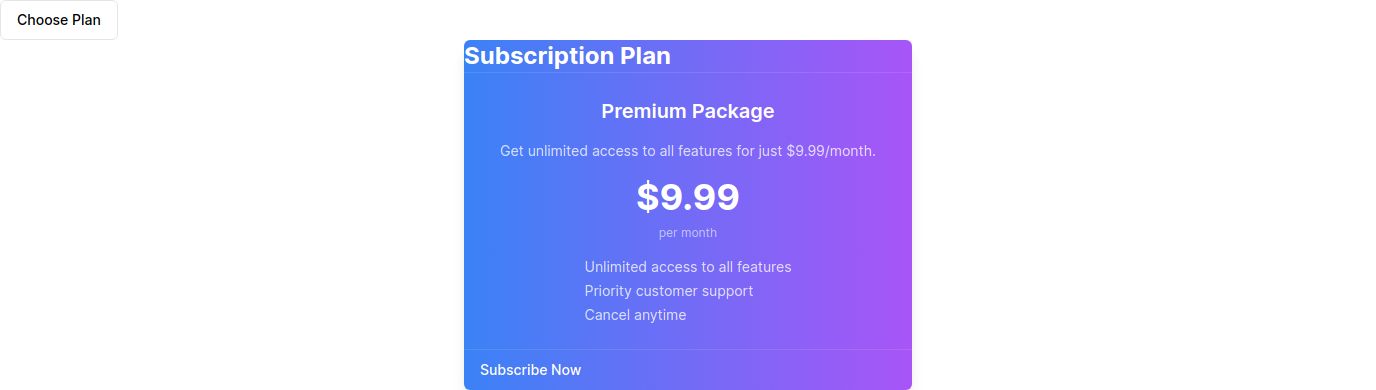 Choose Plan
Subscription Plan
Premium Package
Get unlimited access to all features for just $9.99/month.
$9.99
per month
Unlimited access to all features
Priority customer support
Cancel anytime
Subscribe Now